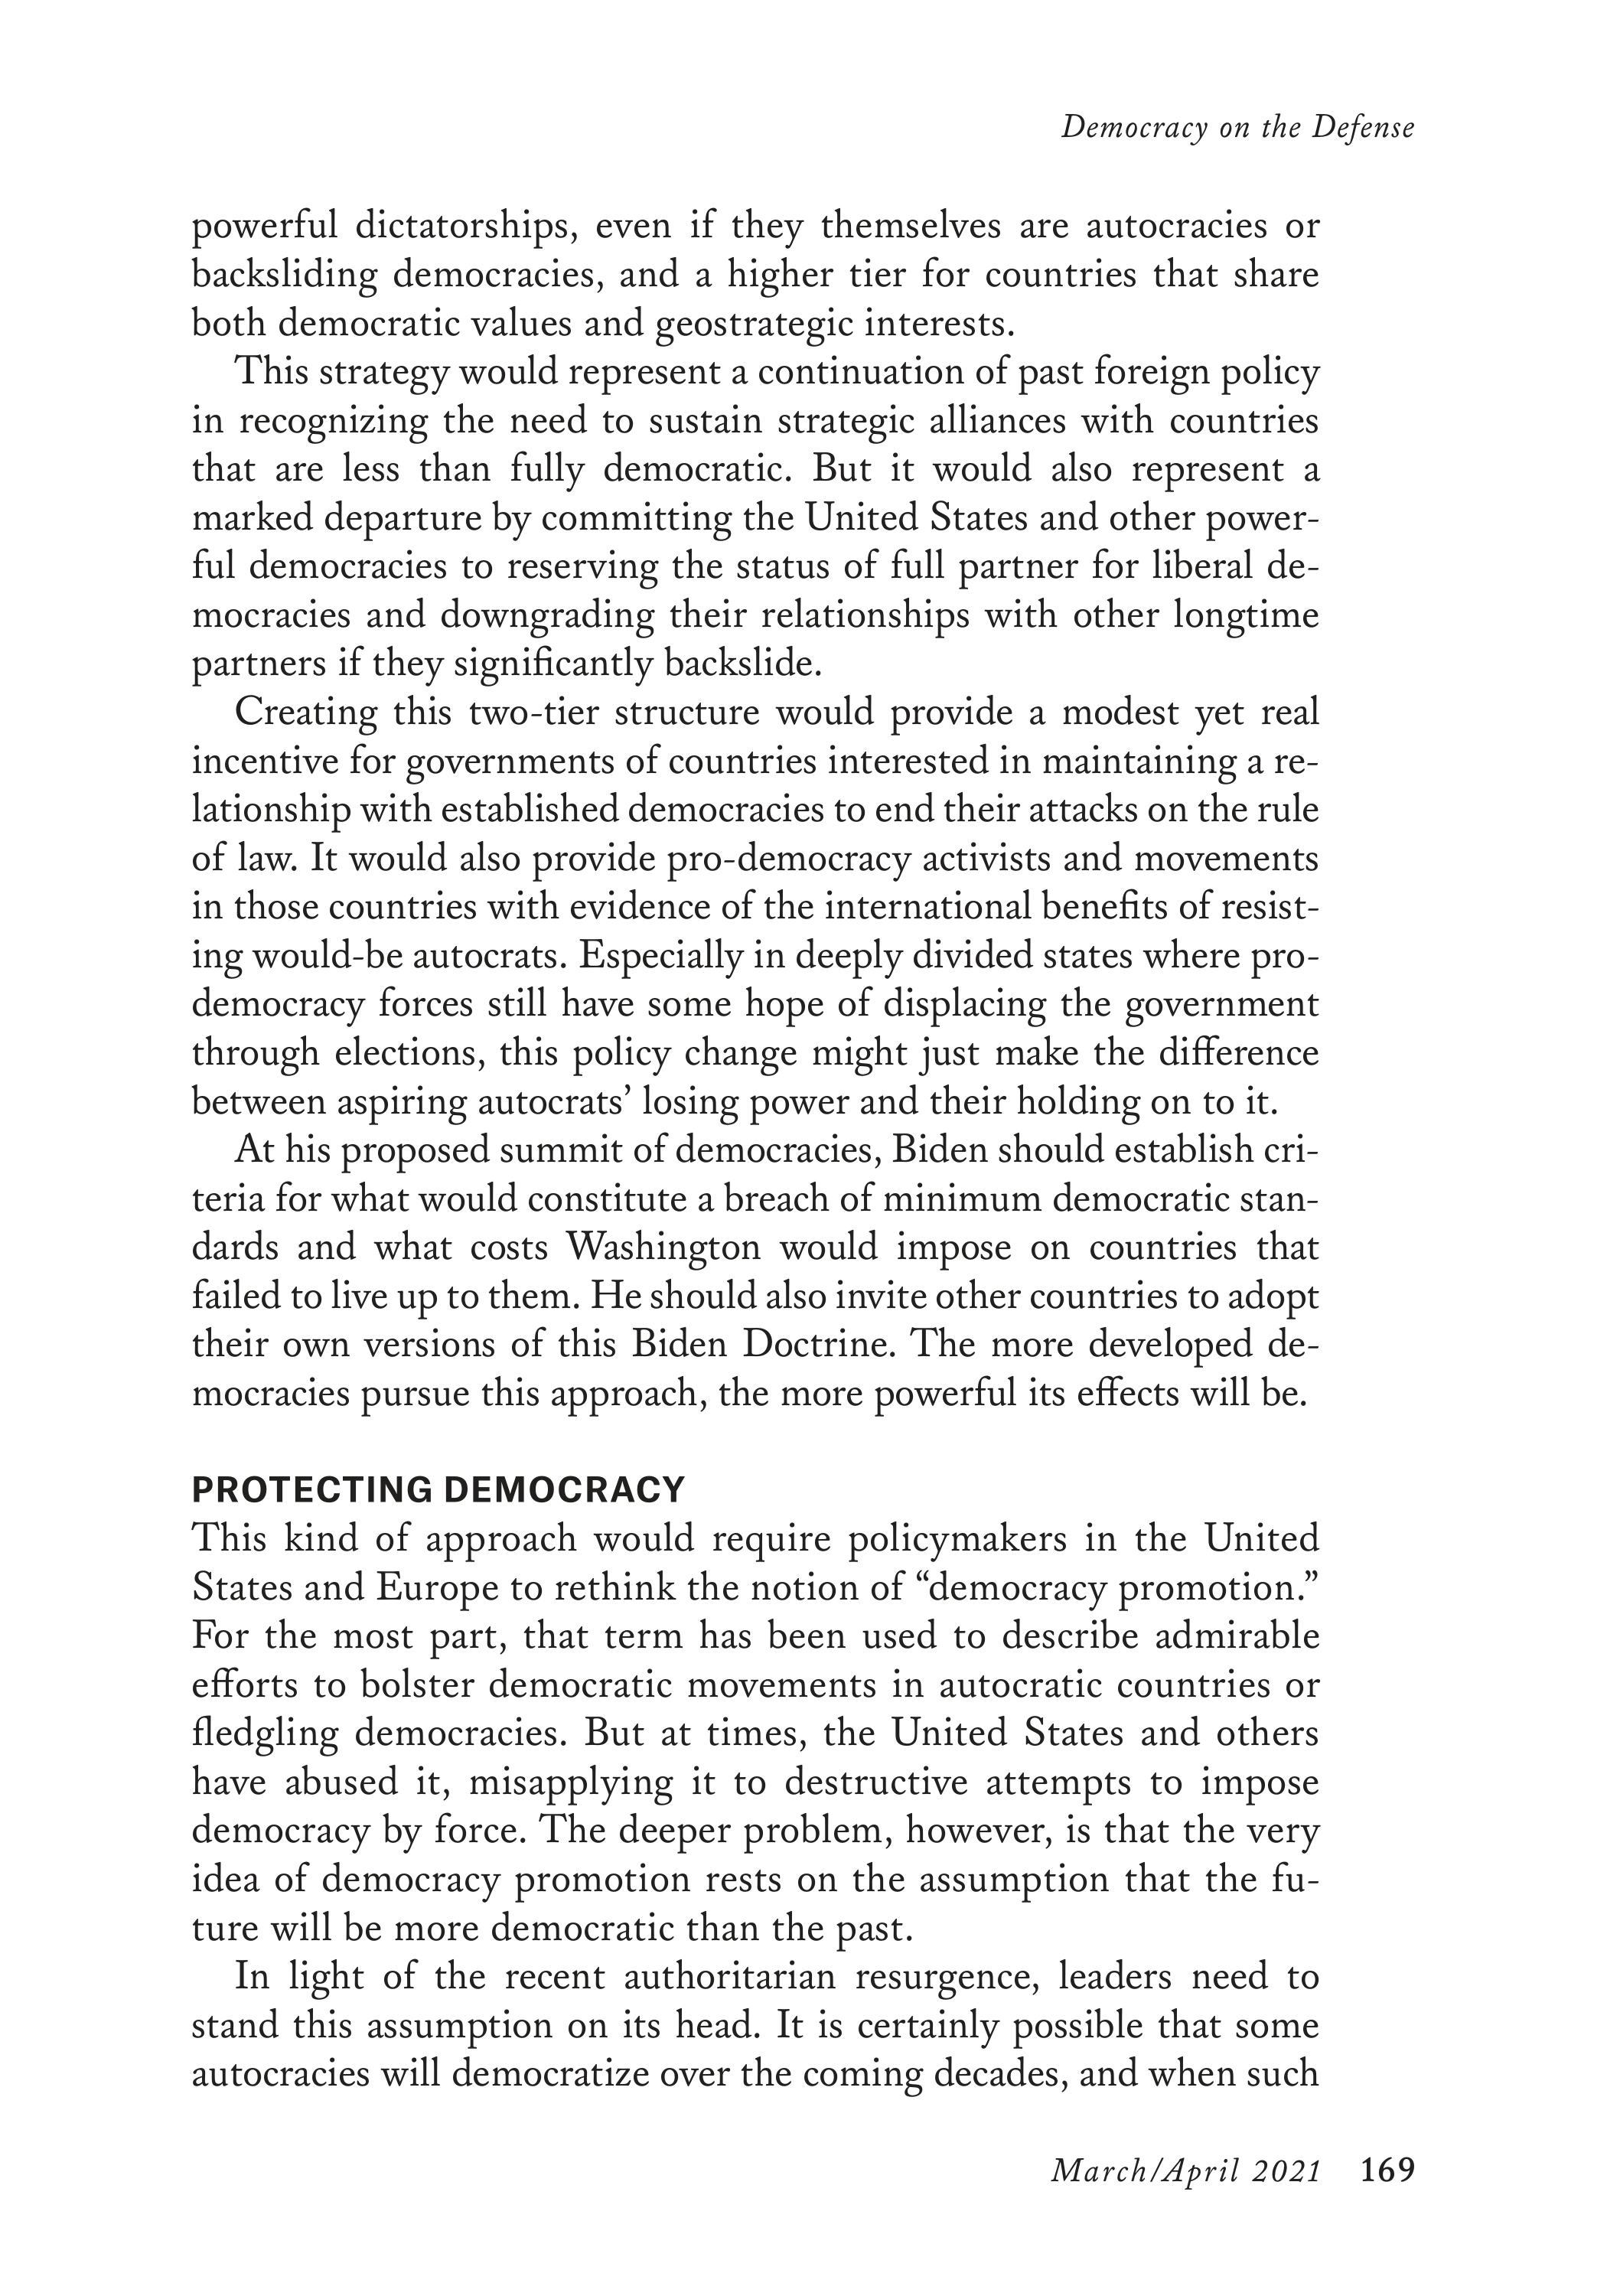 Democracy on the Defense
powerful dictatorships, even if they themselves are autocracies or
backsliding democracies, and a higher tier for countries that share
both democratic values and geostrategic interests.
This strategy would represent a continuation of past foreign policy
in recognizing the need to sustain strategic alliances with countries
that are less than fully democratic. But it would also represent a
marked departure by committing the United States and other power-
ful democracies to reserving the status of full partner for liberal de-
mocracies and downgrading their relationships with other longtime
partners if they significantly backslide.
Creating this two-tier structure would provide a modest yet real
incentive for governments of countries interested in maintaining a re-
lationship with established democracies to end their attacks on the rule
of law. It would also provide pro-democracy activists and movements
in those countries with evidence of the international benefits of resist-
ing would-be autocrats. Especially in deeply divided states where pro-
democracy forces still have some hope of displacing the government
through elections, this policy change might just make the difference
between aspiring autocrats’ losing power and their holding on to it.
At his proposed summit of democracies, Biden should establish cri-
teria for what would constitute a breach of minimum democratic stan-
dards and what costs Washington would impose on countries that
failed to live up to them. He should also invite other countries to adopt
their own versions of this Biden Doctrine. The more developed de-
mocracies pursue this approach, the more powerful its effects will be.
PROTECTING DEMOCRACY
This kind of approach would require policymakers in the United
States and Europe to rethink the notion of “democracy promotion.”
For the most part, that term has been used to describe admirable
efforts to bolster democratic movements in autocratic countries or
fledgling democracies. But at times, the United States and others
have abused it, misapplying it to destructive attempts to impose
democracy by force. The deeper problem, however, is that the very
idea of democracy promotion rests on the assumption that the fu-
ture will be more democratic than the past.
In light of the recent authoritarian resurgence, leaders need to
stand this assumption on its head. It is certainly possible that some
autocracies will democratize over the coming decades, and when such
March/April 2021 169